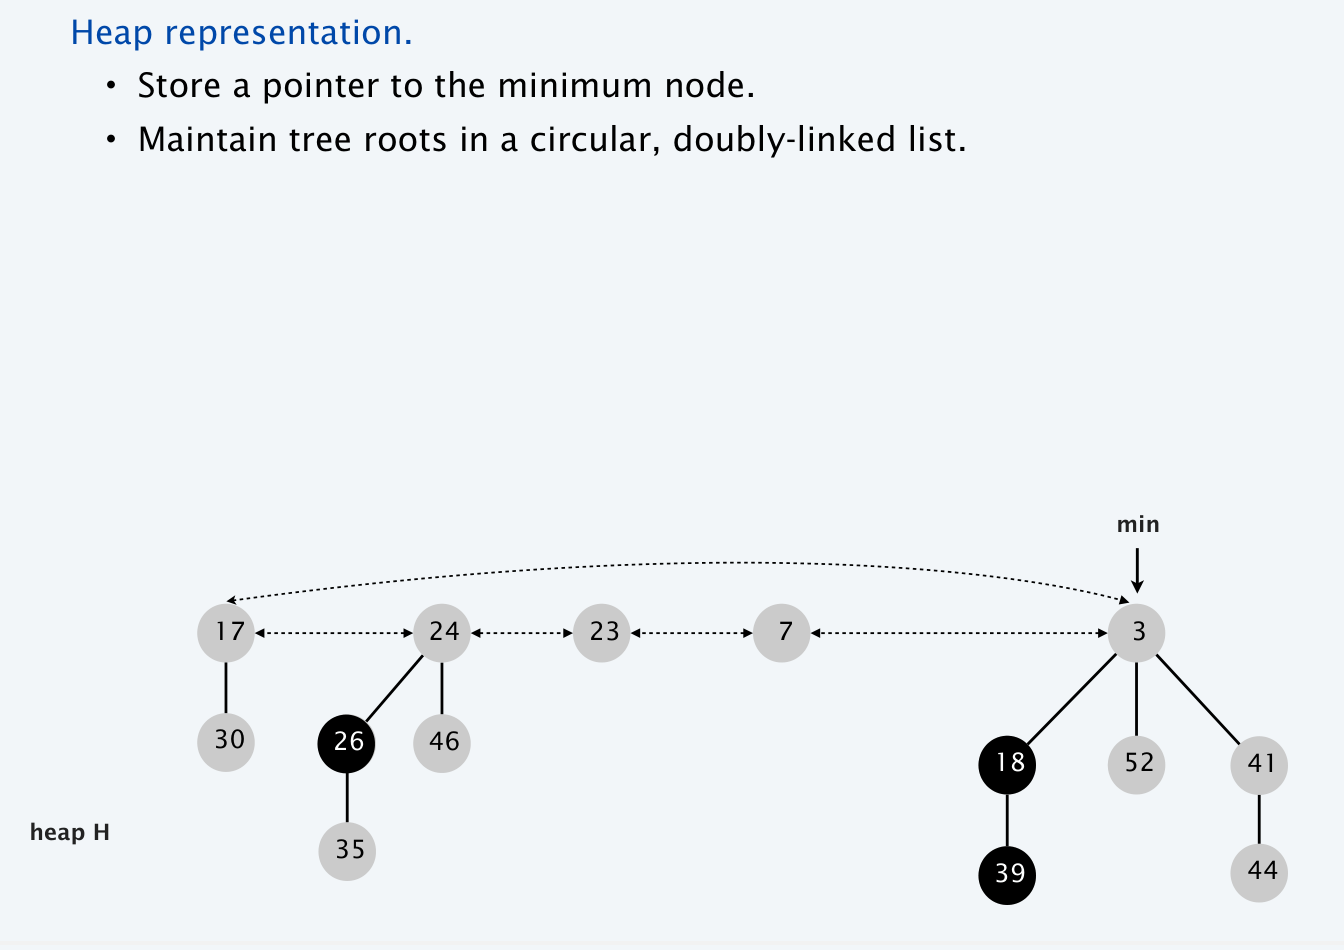 Heap representation.
• Store a pointer to the minimum node.
• Maintain tree roots in a circular, doubly-linked list.
min
17 24 23 7 3
30 26 46 18 52 41
heap H 35 39 44